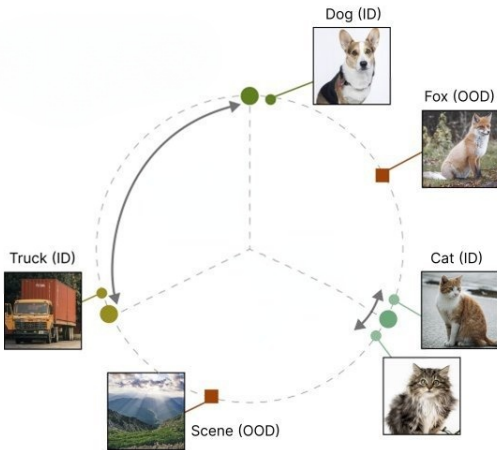 Dog (ID)
Fox (OOD)
Truck (ID)
Cat (ID)
Scene (OOD)